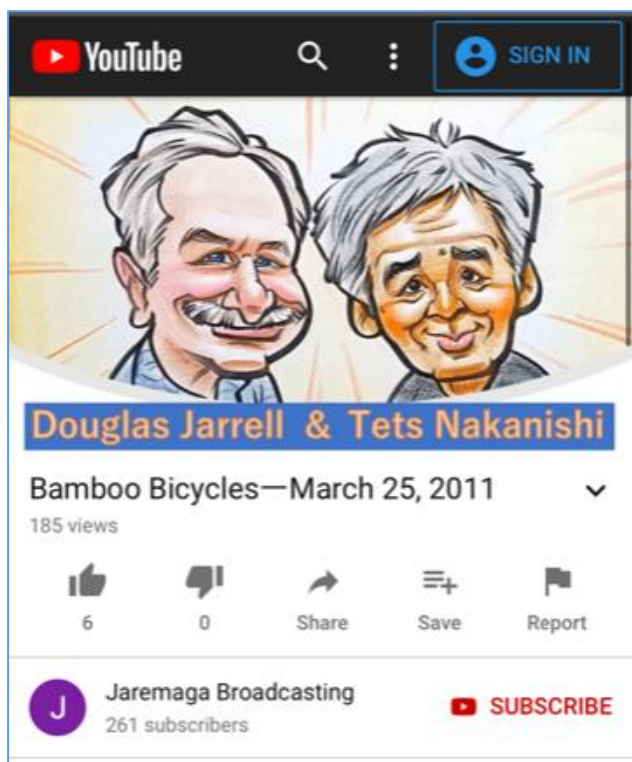 YouTube SIGN IN
Douglas Jarrell & Tets Nakanishi
Bamboo Bicycles—March 25, 2011
185 views
6 0 Share Save Report
J
Jaremaga Broadcasting
261 subscribers
SUBSCRIBE